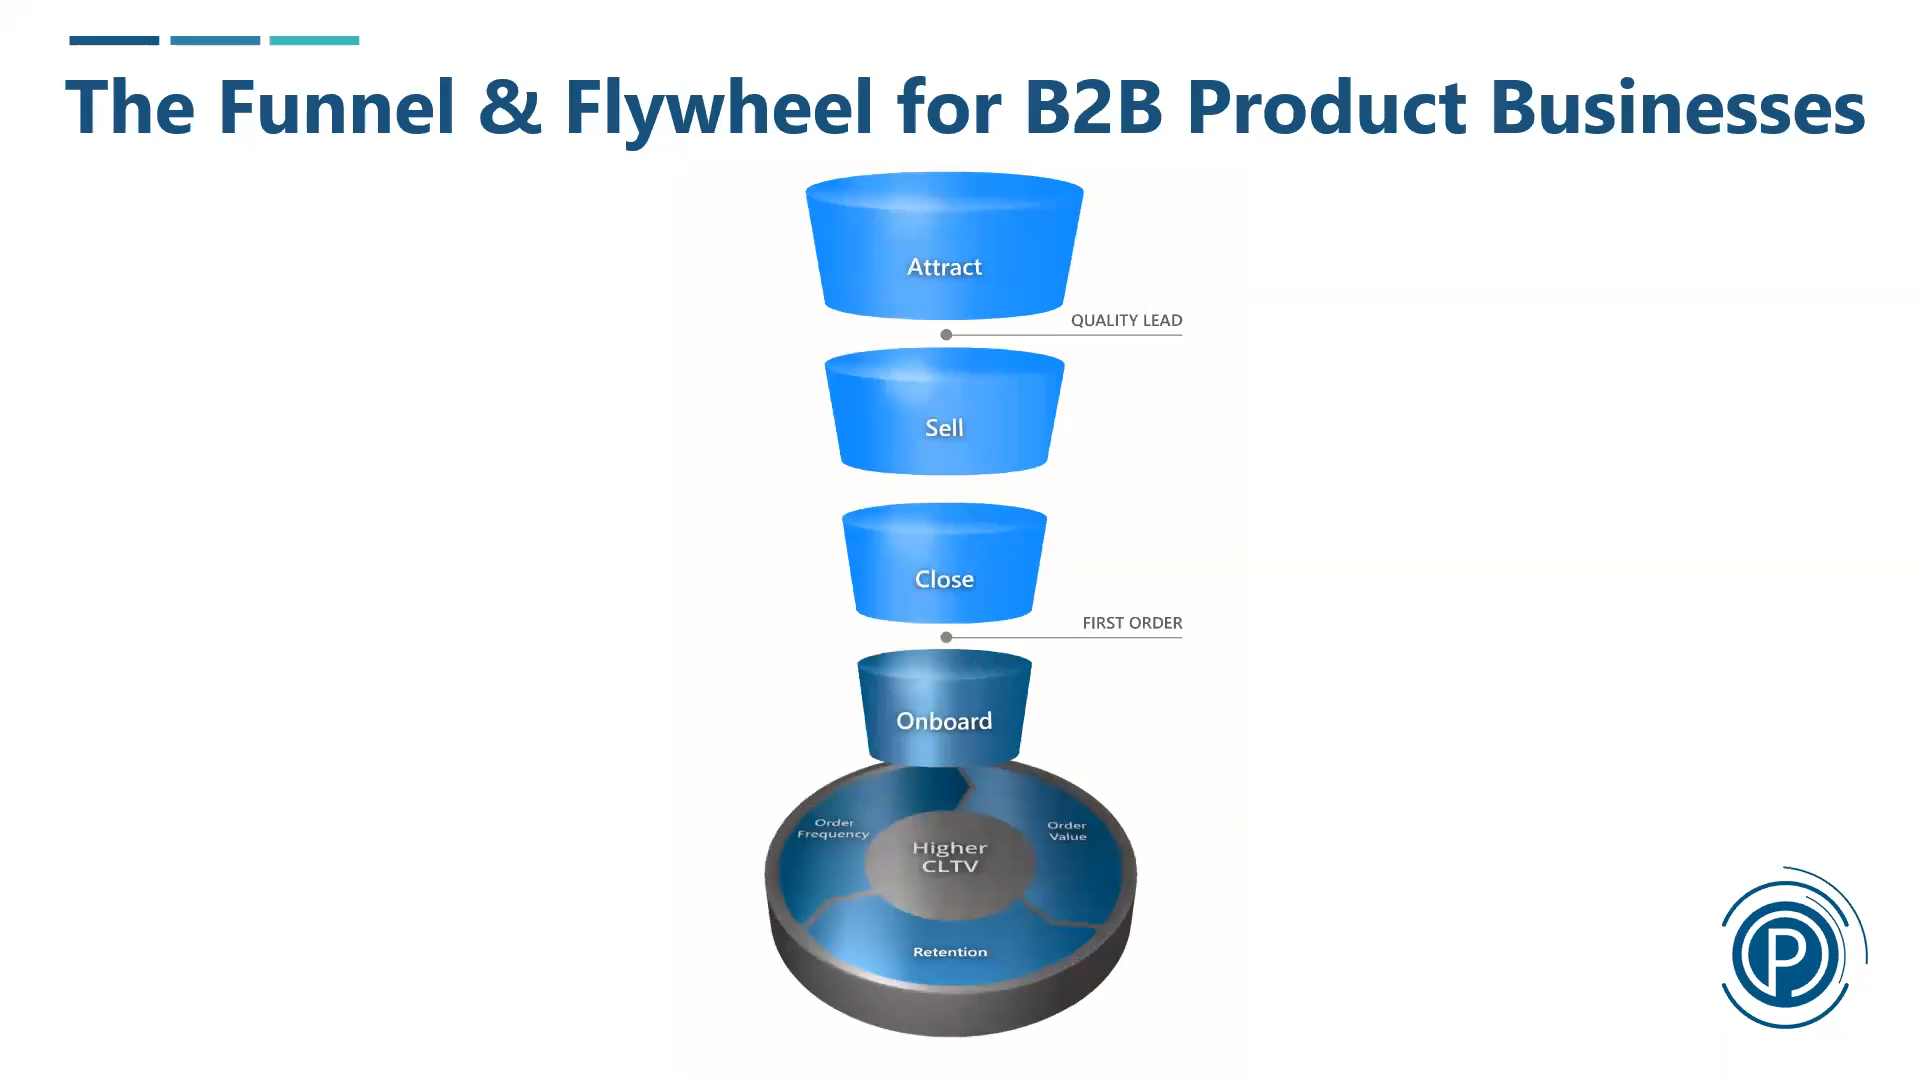 The Funnel & Flywheel for B2B Product Businesses
Attract
QUALITY LEAD
Sell
Close
FIRST ORDER
Onboard
Order
Frequency
Higher
CLTV
Order
Value
Retention
P